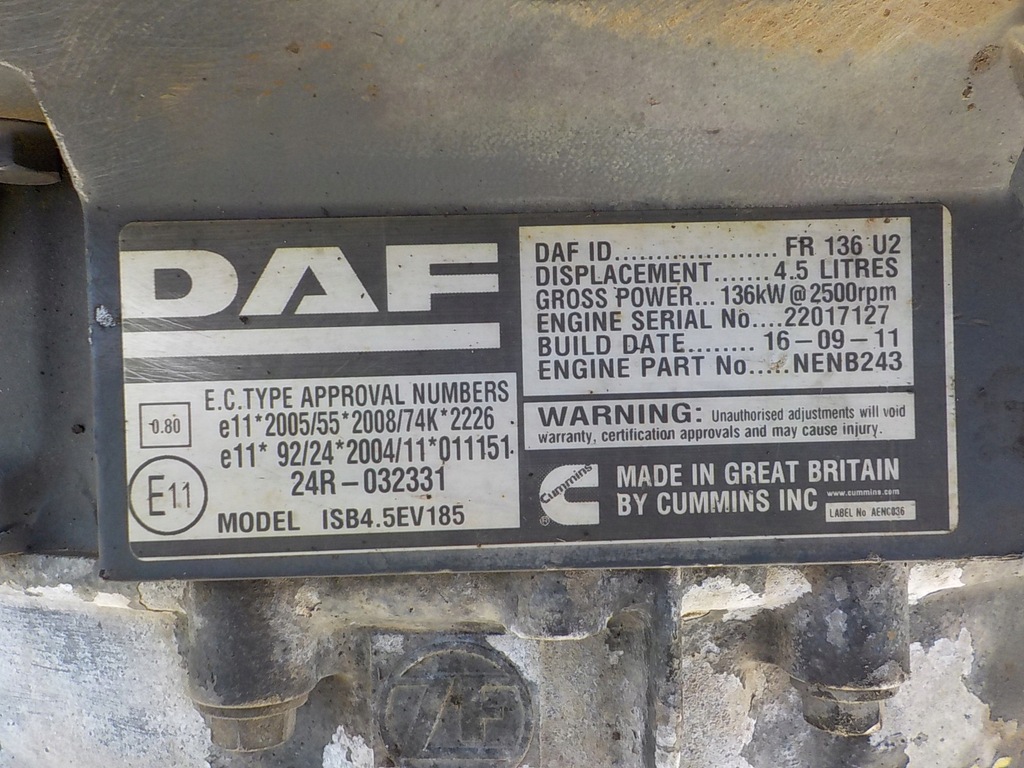 DAF
E.C.TYPE APPROVAL NUMBERS
0.80
e11*2005/55*2008/74K*2226
e11* 92/24*2004/11*011151
24R-032331
E11
MODEL ISB4.5EV185
DAF ID..................... FR 136 U2
DISPLACEMENT....... 4.5 LITRES
GROSS POWER... 136kW@2500rpm
ENGINE SERIAL No....22017127
BUILD DATE........ 16-09-11
ENGINE PART No.....NENB243
WARNING: Unauthorised adjustments will void
warranty, certification approvals and may cause injury.
Cummins
®
MADE IN GREAT BRITAIN
BY CUMMINS INC
www.cummins.com
LABEL No AENC836
ZF